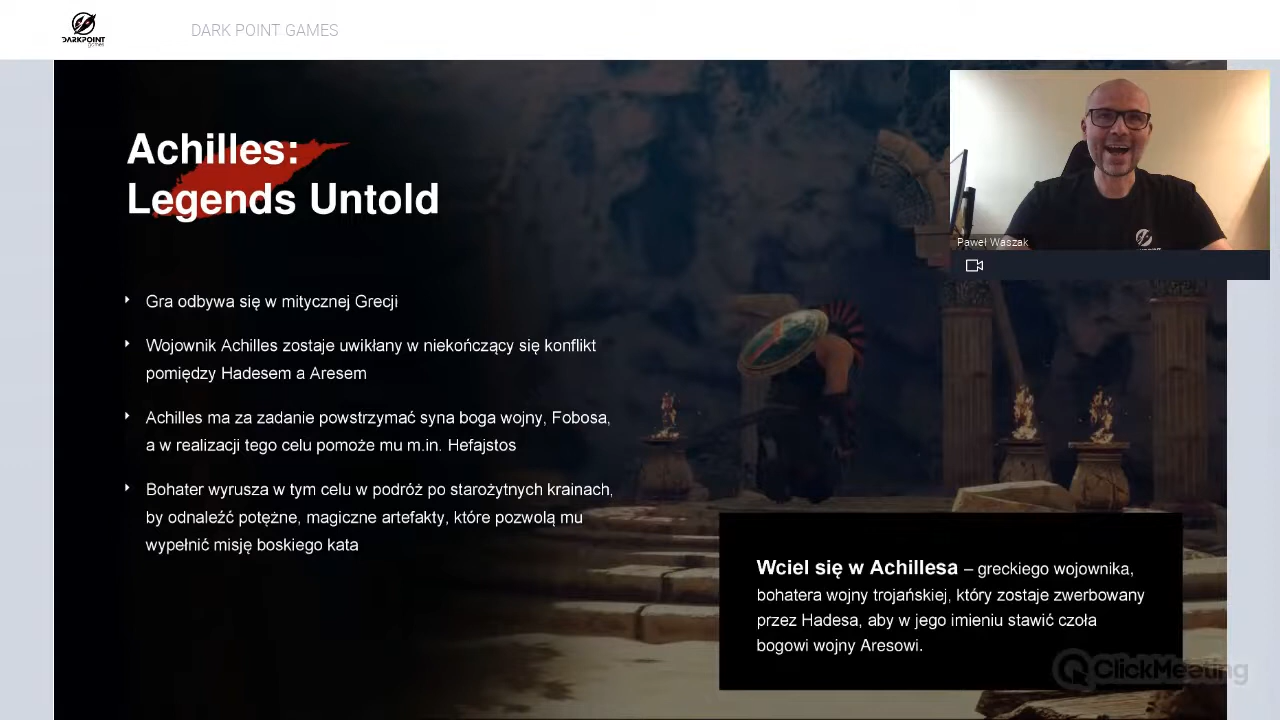 DARKPOINT
games
DARK POINT GAMES
Achilles:
Legends Untold
Gra odbywa się w mitycznej Grecji
Wojownik Achilles zostaje uwikłany w niekończący się konflikt
pomiędzy Hadesem a Aresem
Achilles ma za zadanie powstrzymać syna boga wojny, Fobosa,
a w realizacji tego celu pomoże mu m.in. Hefajstos
Bohater wyrusza w tym celu w podróż po starożytnych krainach,
by odnaleźć potężne, magiczne artefakty, które pozwolą mu
wypełnić misję boskiego kata
Paweł Waszak
Wciel się w Achillesa – greckiego wojownika,
bohatera wojny trojańskiej, który zostaje zwerbowany
przez Hadesa, aby w jego imieniu stawić czoła
bogowi wojny Aresowi.
ClickMeeting